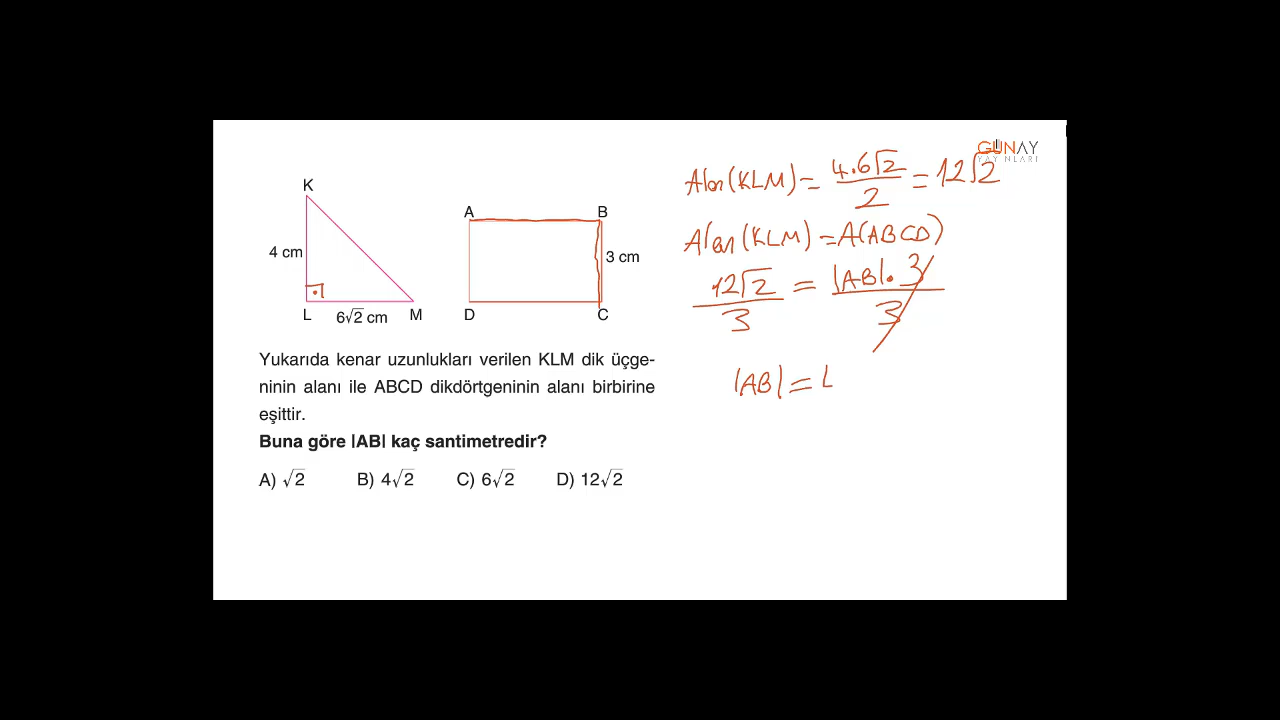 GÜNAY
YAYINLARI
K
4 cm
L
6√2 cm
M
A
B
3 cm
D
C
Yukarıda kenar uzunlukları verilen KLM dik üçge-
ninin alanı ile ABCD dikdörtgeninin alanı birbirine
eşittir.
Buna göre |AB| kaç santimetredir?
A) √2 B) 4√2 C) 6√2 D) 12√2
Alan(KLM) = 4.6√2 / 2 = 12√2
Alan(KLM) = A(ABCD)
12√2 / 3 = |AB|.3 / 3
|AB| = L